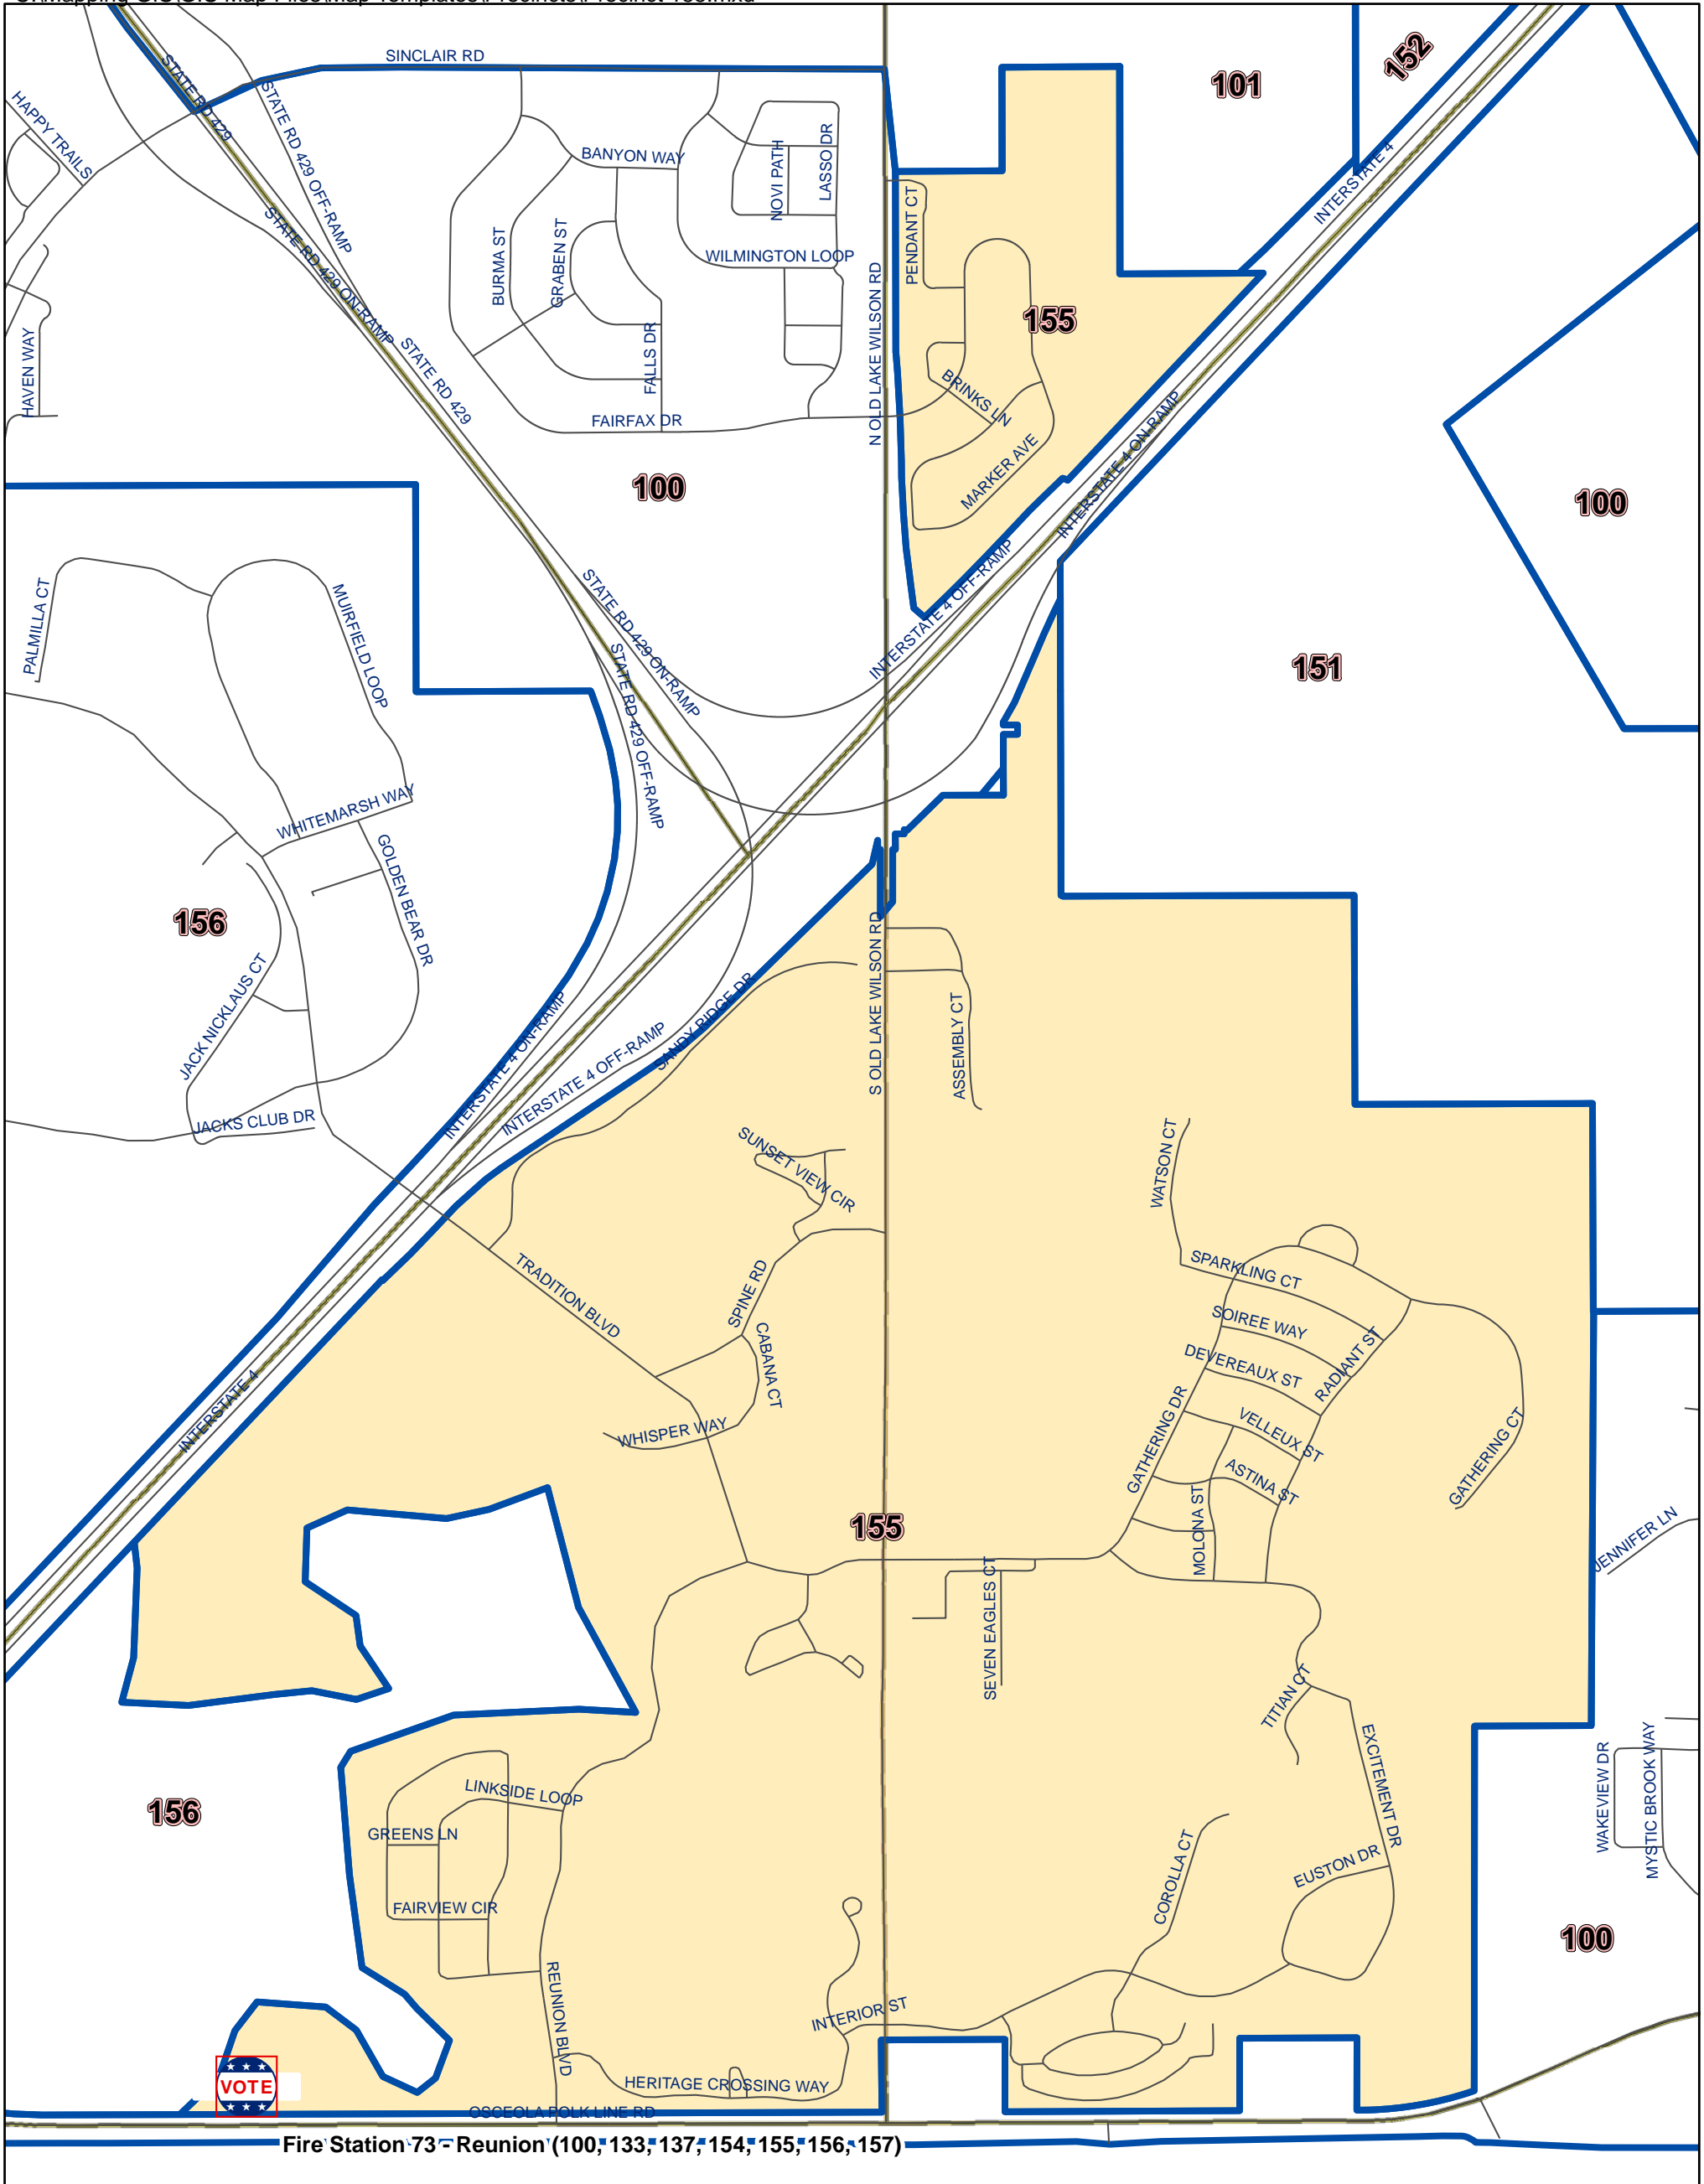 SINCLAIR RD
152
101
STATE RD 429
STATE RD 429 OFF-RAMP
HAPPY TRAILS
BANYON WAY
NOVI PATH
LASSO DR
INTERSTATE 4
PENDANT CT
STATE RD 429 ON-RAMP
BURMA ST
GRABEN ST
WILMINGTON LOOP
N OLD LAKE WILSON RD
155
HAVEN WAY
STATE RD 429
FALLS DR
BRINKS LN
FAIRFAX DR
INTERSTATE 4 ON-RAMP
MARKER AVE
100
100
PALMILLA CT
MUIRFIELD LOOP
STATE RD 429 ON-RAMP
INTERSTATE 4 OFF-RAMP
STATE RD 429 OFF-RAMP
151
WHITEMARSH WAY
GOLDEN BEAR DR
156
JACK NICKLAUS CT
S OLD LAKE WILSON RD
SANDY RIDGE DR
ASSEMBLY CT
INTERSTATE 4 ON-RAMP
INTERSTATE 4 OFF-RAMP
JACKS CLUB DR
SUNSET VIEW CIR
WATSON CT
SPARKLING CT
TRADITION BLVD
SPINE RD
SOIREE WAY
CABANA CT
DEVEREAUX ST
RADIANT ST
INTERSTATE 4
WHISPER WAY
GATHERING DR
VELLEUX ST
GATHERING CT
ASTINA ST
155
MOLONA ST
JENNIFER LN
SEVEN EAGLES CT
TITIAN CT
EXCITEMENT DR
WAKEVIEW DR
MYSTIC BROOK WAY
LINKSIDE LOOP
156
GREENS LN
COROLLA CT
EUSTON DR
FAIRVIEW CIR
100
REUNION BLVD
INTERIOR ST
VOTE
HERITAGE CROSSING WAY
OSCEOLA POLK LINE RD
Fire Station 73 - Reunion (100, 133, 137, 154, 155, 156, 157)